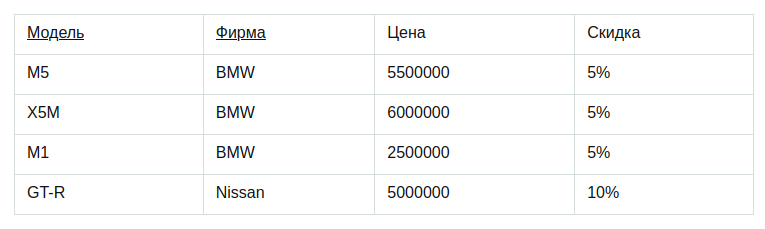 Модель Фирма Цена Скидка
M5 BMW 5500000 5%
X5M BMW 6000000 5%
M1 BMW 2500000 5%
GT-R Nissan 5000000 10%